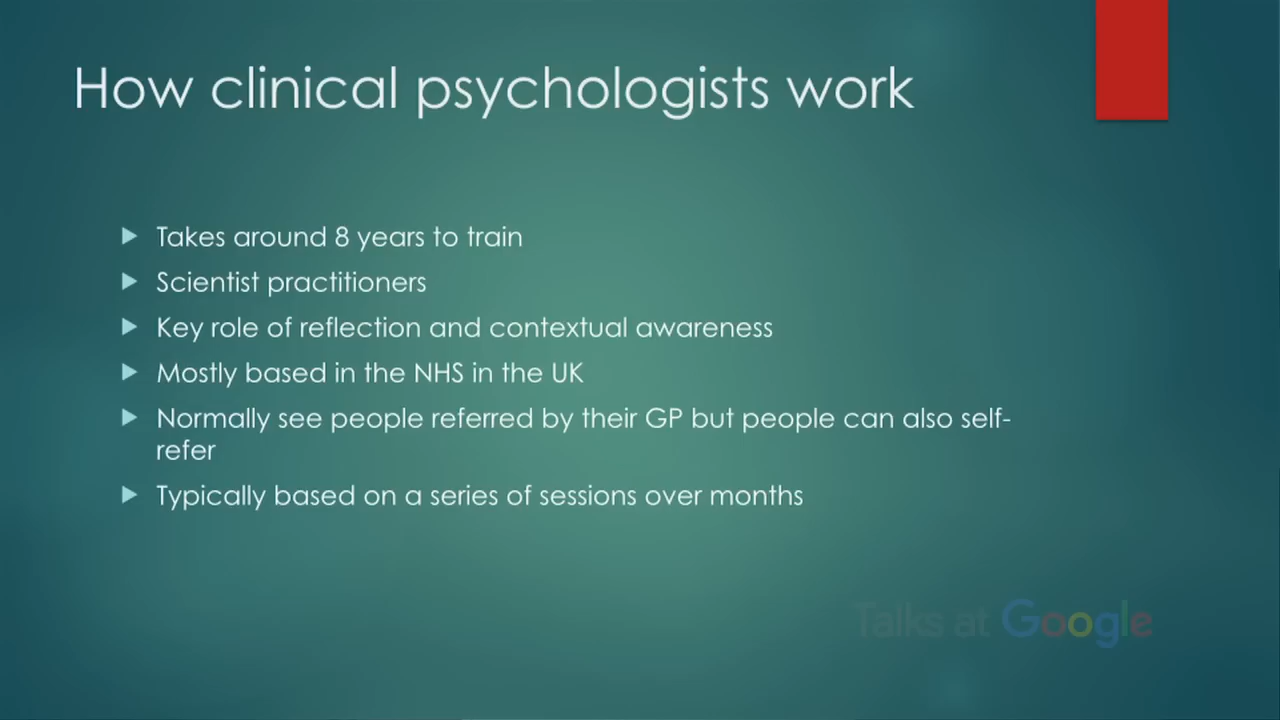 How clinical psychologists work
Takes around 8 years to train
Scientist practitioners
Key role of reflection and contextual awareness
Mostly based in the NHS in the UK
Normally see people referred by their GP but people can also self-
refer
Typically based on a series of sessions over months
Talks at Google